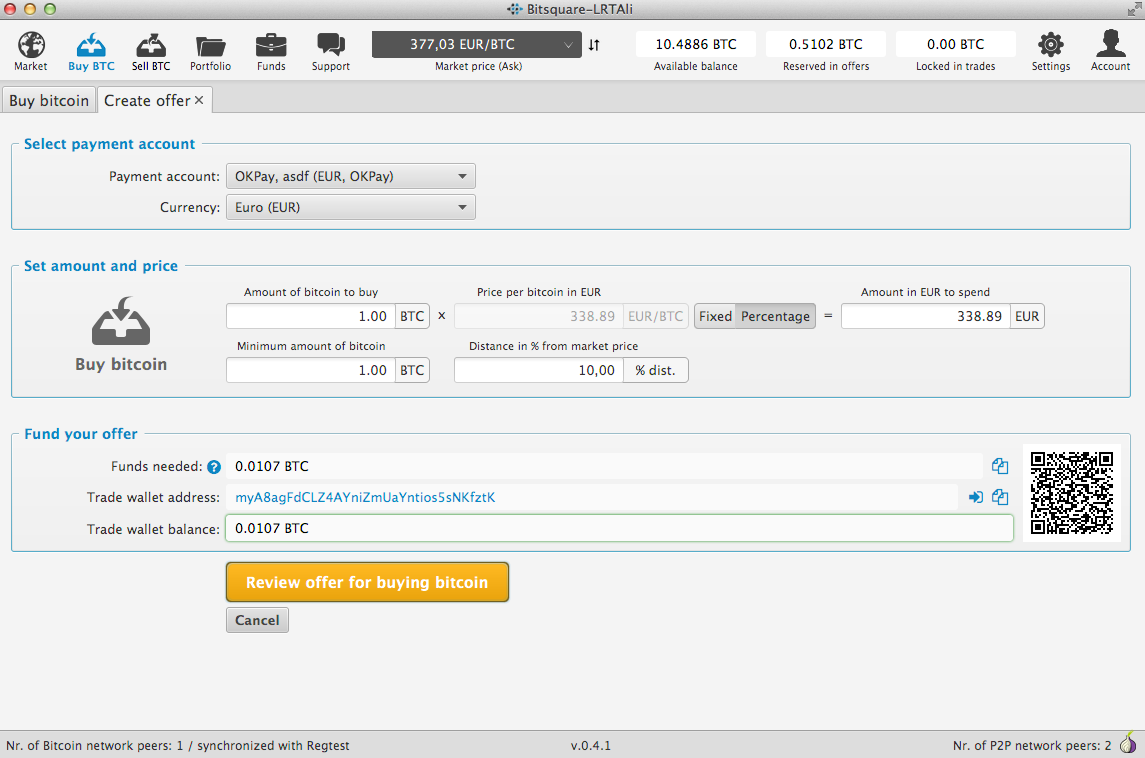 Bitsquare-LRTAli
377,03 EUR/BTC
10.4886 BTC
0.5102 BTC
0.00 BTC
Market
Buy BTC
Sell BTC
Portfolio
Funds
Support
Market price (Ask)
Available balance
Reserved in offers
Locked in trades
Settings
Account
Buy bitcoin
Create offer
Select payment account
Payment account: OKPay, asdf (EUR, OKPay)
Currency: Euro (EUR)
Set amount and price
Amount of bitcoin to buy
Price per bitcoin in EUR
Amount in EUR to spend
1.00 BTC x 338.89 EUR/BTC Fixed Percentage = 338.89 EUR
Minimum amount of bitcoin
Distance in % from market price
1.00 BTC
10,00 % dist.
Buy bitcoin
Fund your offer
Funds needed: ? 0.0107 BTC
Trade wallet address: myA8agFdCLZ4AYniZmUaYntios5sNKfztK
Trade wallet balance: 0.0107 BTC
Review offer for buying bitcoin
Cancel
Nr. of Bitcoin network peers: 1 / synchronized with Regtest
v.0.4.1
Nr. of P2P network peers: 2